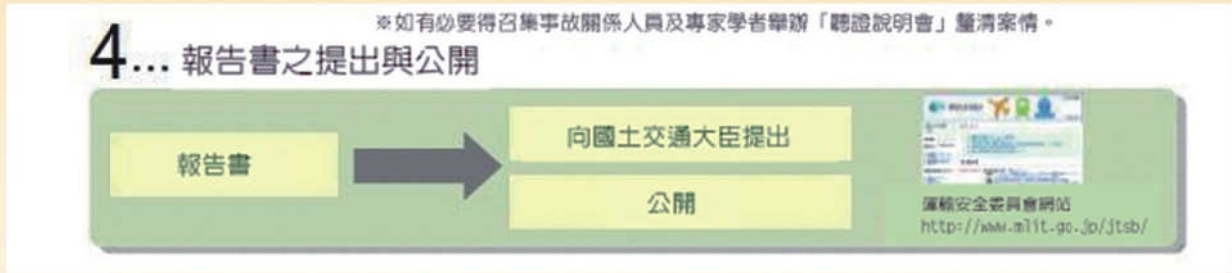 ※如有必要得召集事故關係人員及專家學者舉辦「聽證說明會」釐清案情。
4... 報告書之提出與公開
報告書
向國土交通大臣提出
公開
運輸安全委員會網站
http://www.mlit.go.jp/jtsb/